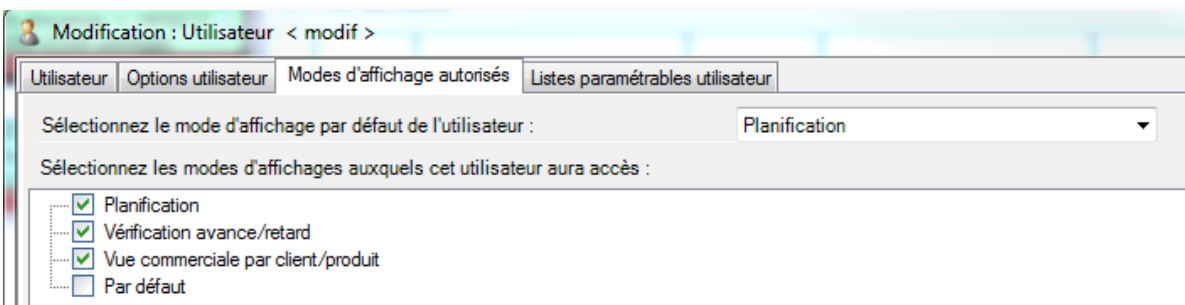 Modification : Utilisateur < modif >
Utilisateur Options utilisateur Modes d'affichage autorisés Listes paramétrables utilisateur
Sélectionnez le mode d'affichage par défaut de l'utilisateur : Planification
Sélectionnez les modes d'affichages auxquels cet utilisateur aura accès :
Planification
Vérification avance/retard
Vue commerciale par client/produit
Par défaut